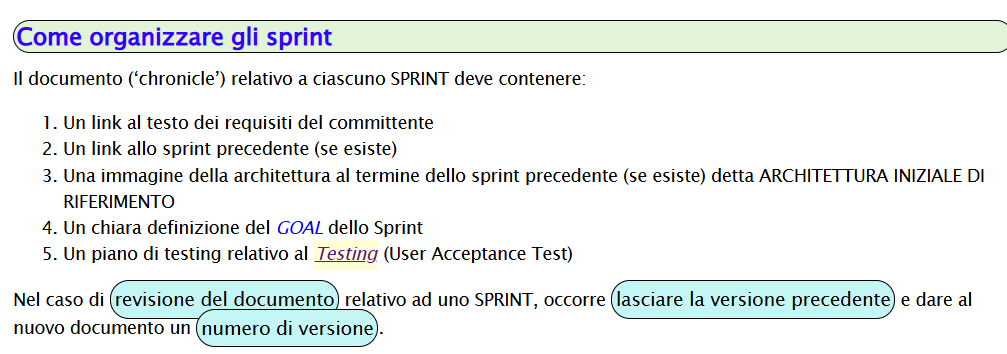 Come organizzare gli sprint
Il documento (‘chronicle’) relativo a ciascuno SPRINT deve contenere:
1. Un link al testo dei requisiti del committente
2. Un link allo sprint precedente (se esiste)
3. Una immagine della architettura al termine dello sprint precedente (se esiste) detta ARCHITETTURA INIZIALE DI
RIFERIMENTO
4. Un chiara definizione del GOAL dello Sprint
5. Un piano di testing relativo al Testing (User Acceptance Test)
Nel caso di revisione del documento relativo ad uno SPRINT, occorre lasciare la versione precedente e dare al
nuovo documento un numero di versione.